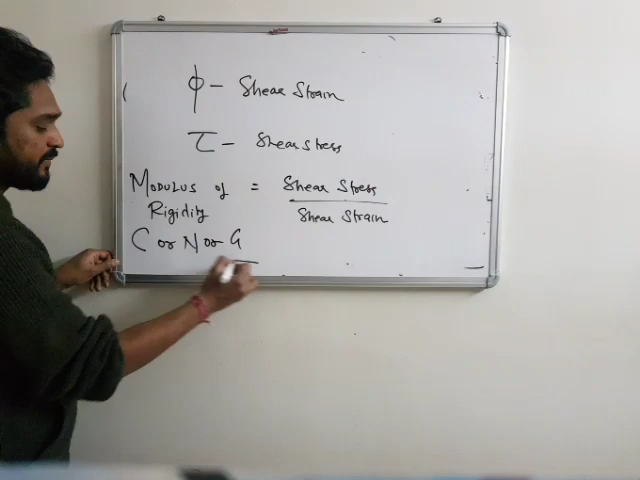 ϕ - Shear Strain
τ - Shear Stress
Modulus of = Shear Stress
Rigidity Shear Strain
C or N or G